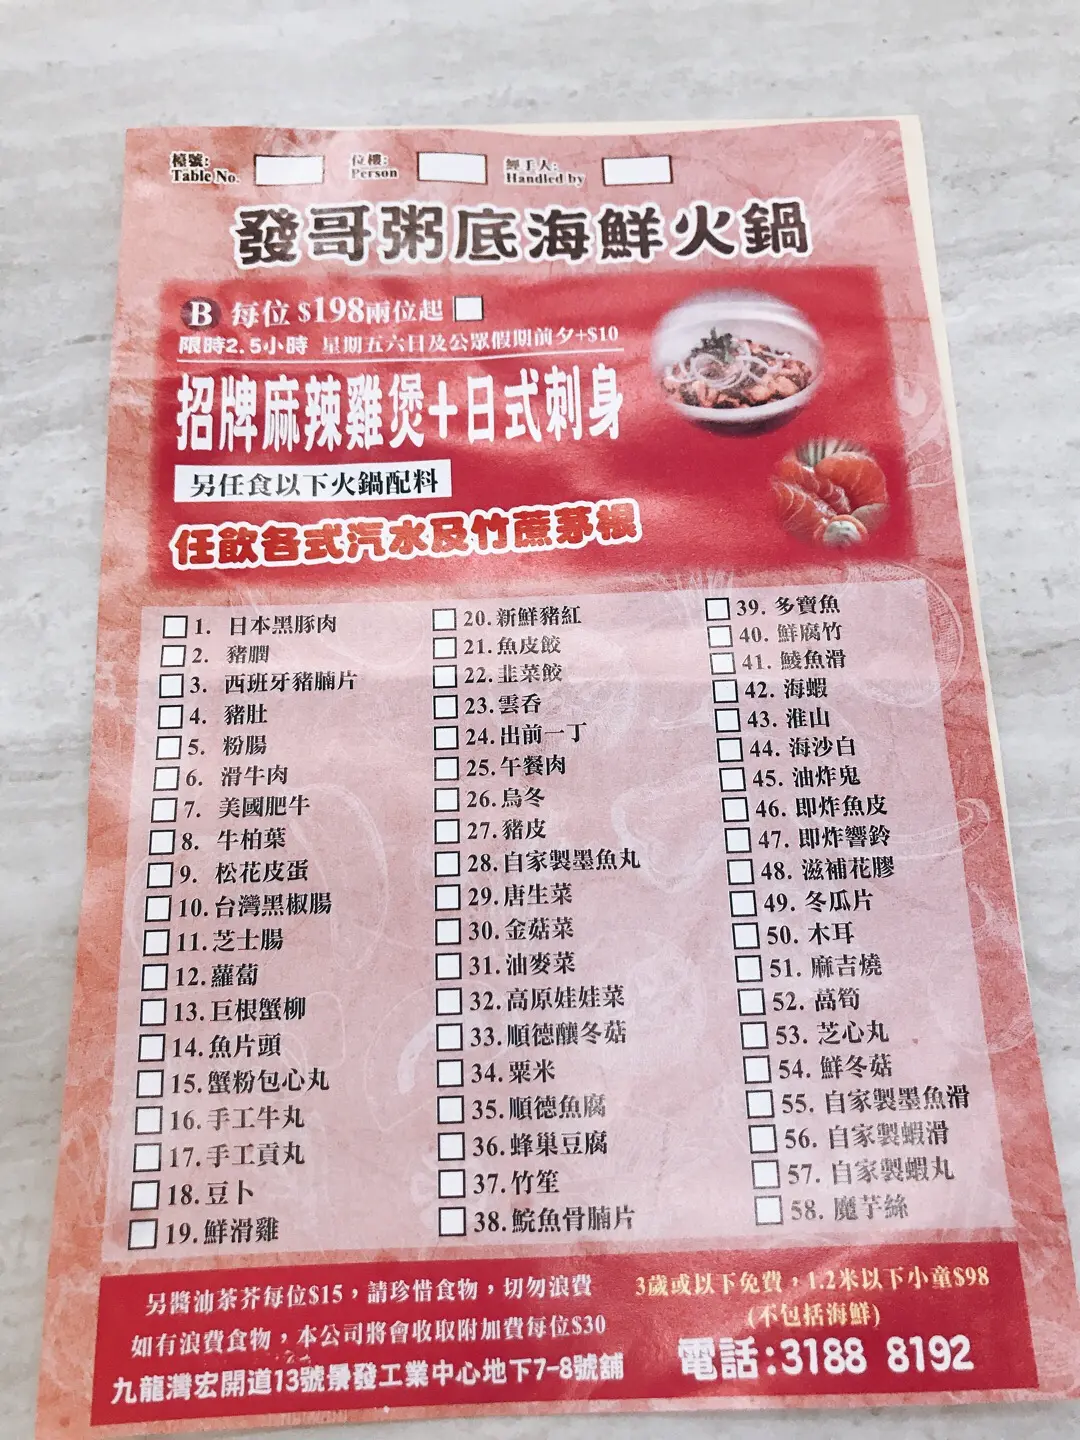 檯號:
Table No.
位樓:
Person
經手人:
Handled by
發哥粥底海鮮火鍋
B 每位 $198兩位起
限時2.5小時 星期五六日及公眾假期前夕+$10
招牌麻辣雞煲+日式刺身
另任食以下火鍋配料
任飲各式汽水及竹蔗茅根
1. 日本黑豚肉
2. 豬膶
3. 西班牙豬腩片
4. 豬肚
5. 粉腸
6. 滑牛肉
7. 美國肥牛
8. 牛柏葉
9. 松花皮蛋
10.台灣黑椒腸
11.芝士腸
12.蘿蔔
13.巨根蟹柳
14.魚片頭
15.蟹粉包心丸
16.手工牛丸
17.手工貢丸
18.豆卜
19.鮮滑雞
20.新鮮豬紅
21.魚皮餃
22.韭菜餃
23.雲呑
24.出前一丁
25.午餐肉
26.烏冬
27.豬皮
28.自家製墨魚丸
29.唐生菜
30.金菇菜
31.油麥菜
32.高原娃娃菜
33.順德釀冬菇
34.粟米
35.順德魚腐
36.蜂巢豆腐
37.竹笙
38.鯇魚骨腩片
39. 多寶魚
40. 鮮腐竹
41. 鯪魚滑
42. 海蝦
43. 淮山
44. 海沙白
45. 油炸鬼
46. 即炸魚皮
47. 即炸響鈴
48. 滋補花膠
49. 冬瓜片
50. 木耳
51. 麻吉燒
52. 萵筍
53. 芝心丸
54. 鮮冬菇
55. 自家製墨魚滑
56. 自家製蝦滑
57. 自家製蝦丸
58. 魔芋絲
另醬油茶芥每位$15，請珍惜食物，切勿浪費
如有浪費食物，本公司將會收取附加費每位$30
九龍灣宏開道13號景發工業中心地下7-8號舖
3歲或以下免費，1.2米以下小童$98
(不包括海鮮)
電話:3188 8192